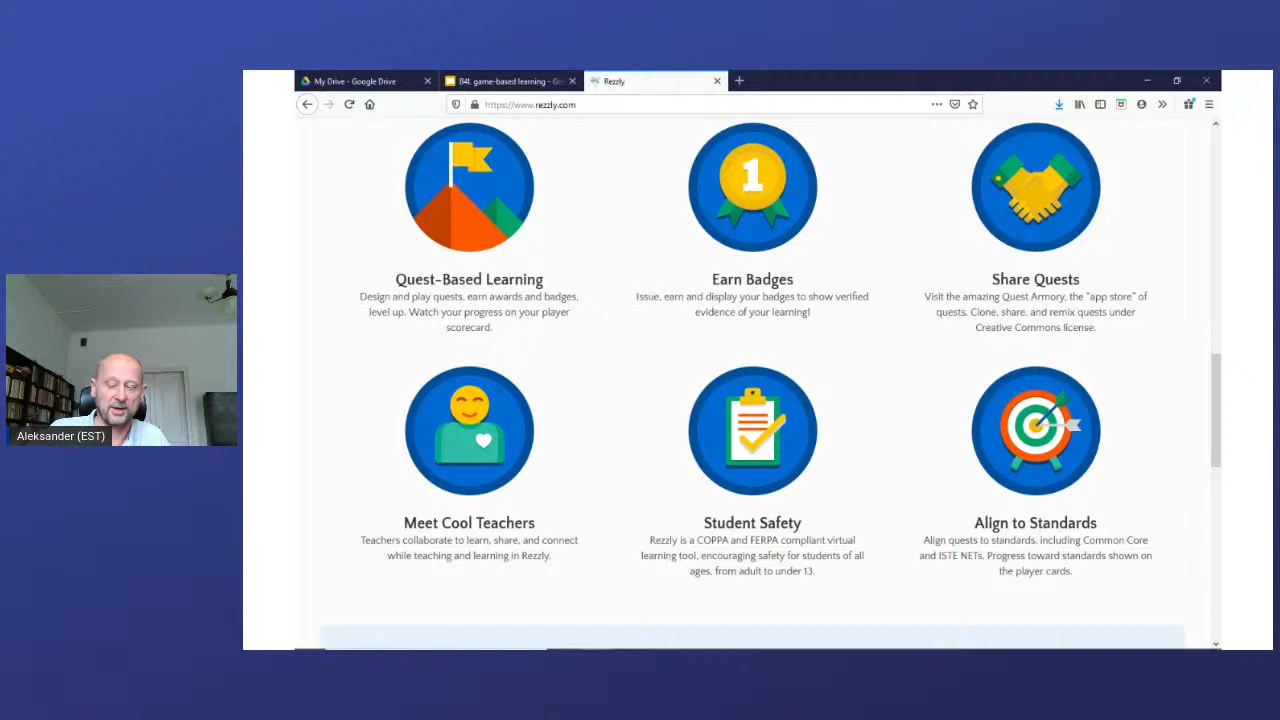 My Drive - Google Drive
B4L game-based learning - Go
Rezzly
https://www.rezzly.com
Quest-Based Learning
Design and play quests, earn awards and badges,
level up. Watch your progress on your player
scorecard.
Earn Badges
Issue, earn and display your badges to show verified
evidence of your learning!
Share Quests
Visit the amazing Quest Armory, the "app store" of
quests. Clone, share, and remix quests under
Creative Commons license.
1
Meet Cool Teachers
Teachers collaborate to learn, share, and connect
while teaching and learning in Rezzly.
Student Safety
Rezzly is a COPPA and FERPA compliant virtual
learning tool, encouraging safety for students of all
ages, from adult to under 13.
Align to Standards
Align quests to standards, including Common Core
and ISTE NETs. Progress toward standards shown on
the player cards.
Aleksander (EST)